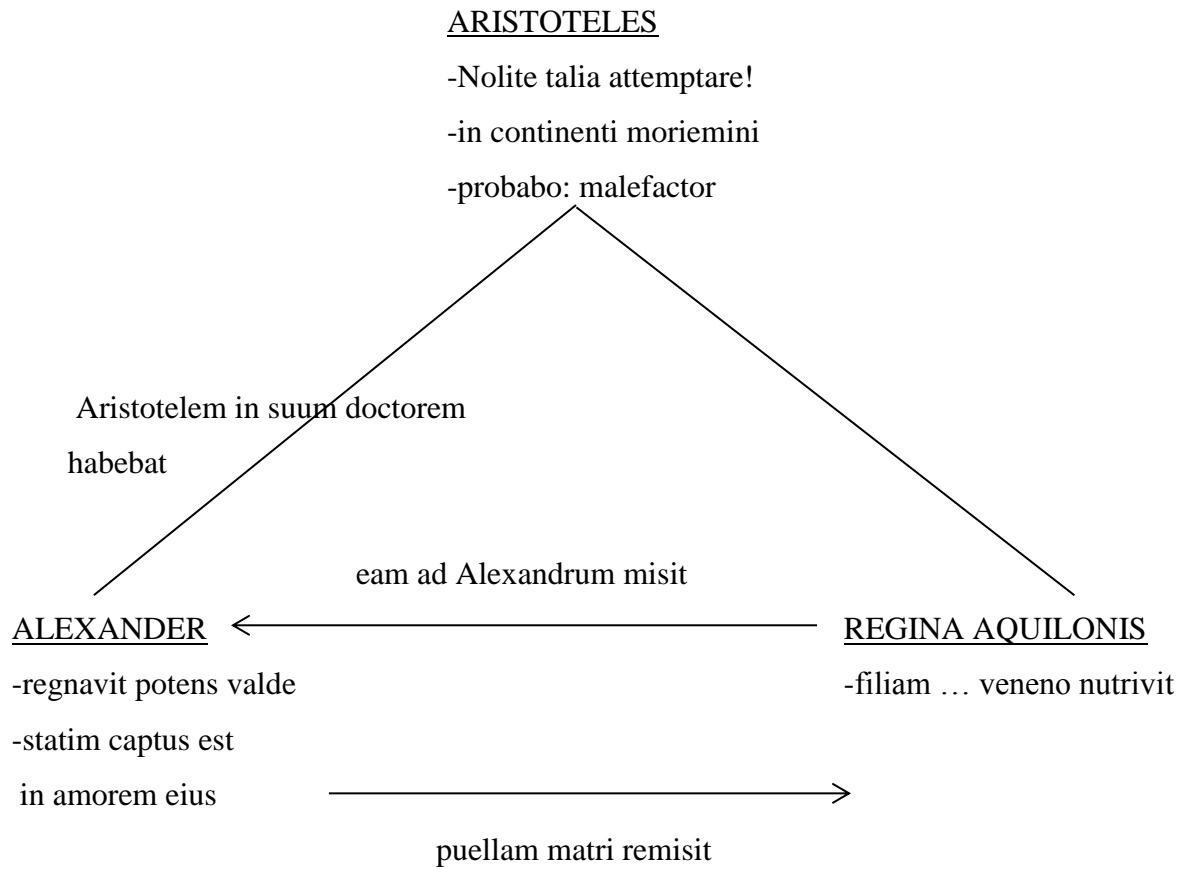 ARISTOTELES
-Nolite talia attemptare!
-in continenti moriemini
-probabo: malefactor
Aristotelem in suum doctorem
habebat
eam ad Alexandrum misit
ALEXANDER
-regnavit potens valde
-statim captus est
in amorem eius
REGINA AQUILONIS
-filiam … veneno nutrivit
puellam matri remisit